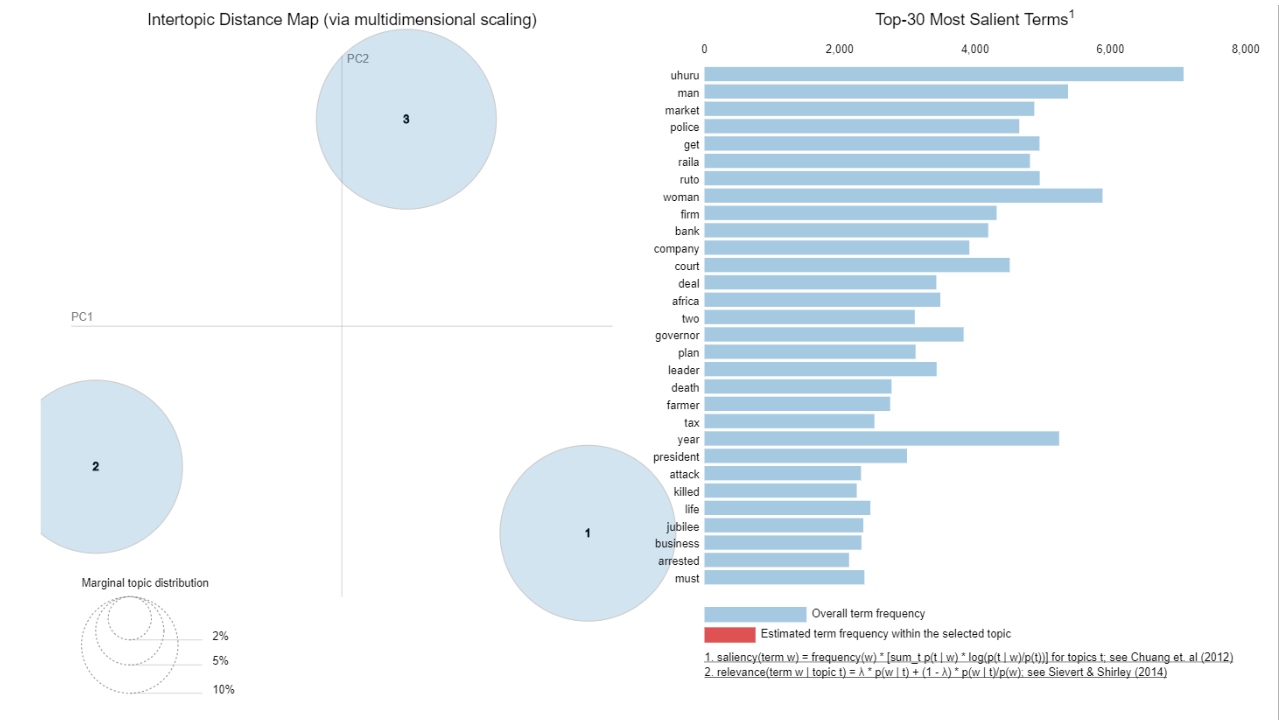 Intertopic Distance Map (via multidimensional scaling)
PC2
3
PC1
2
1
Marginal topic distribution
2%
5%
10%
Top-30 Most Salient Terms1
0 2,000 4,000 6,000 8,000
uhuru
man
market
police
get
raila
ruto
woman
firm
bank
company
court
deal
africa
two
governor
plan
leader
death
farmer
tax
year
president
attack
killed
life
jubilee
business
arrested
must
Overall term frequency
Estimated term frequency within the selected topic
1. saliency(term w) = frequency(w) * [sum_t p(t | w) * log(p(t | w)/p(t))] for topics t; see Chuang et. al (2012)
2. relevance(term w | topic t) = λ * p(w | t) + (1 - λ) * p(w | t)/p(w); see Sievert & Shirley (2014)